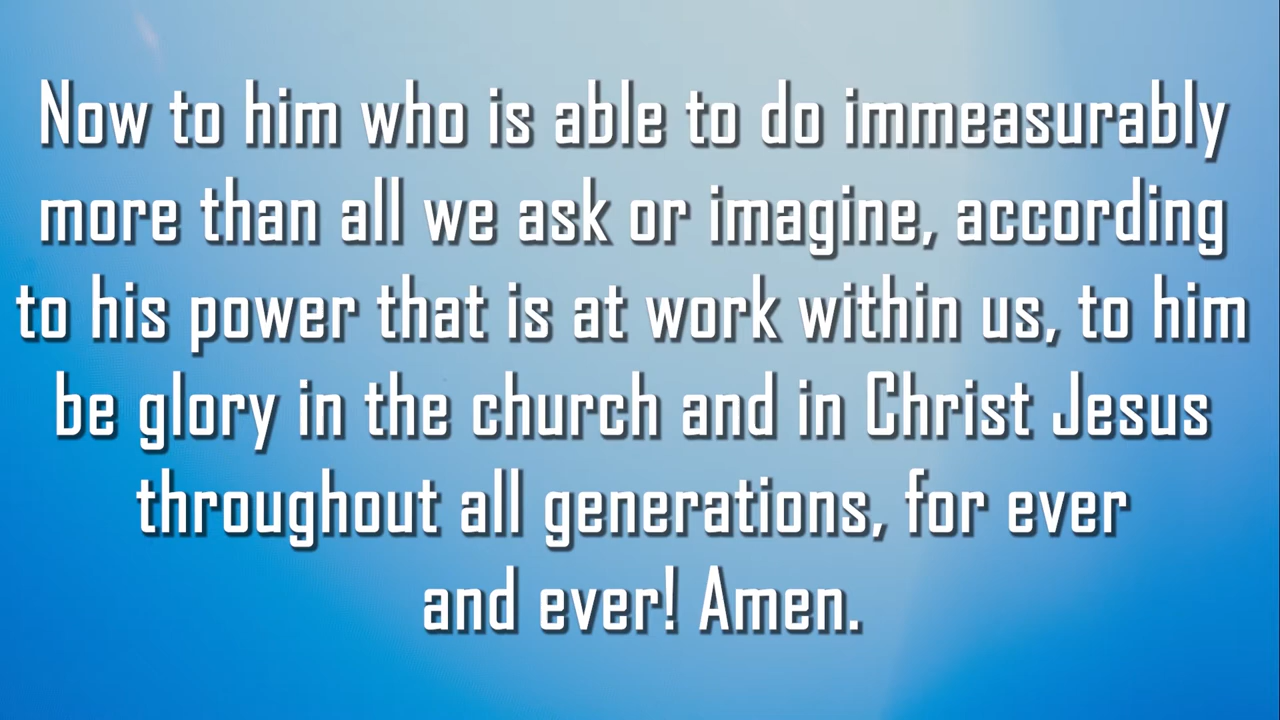 Now to him who is able to do immeasurably
more than all we ask or imagine, according
to his power that is at work within us, to him
be glory in the church and in Christ Jesus
throughout all generations, for ever
and ever! Amen.